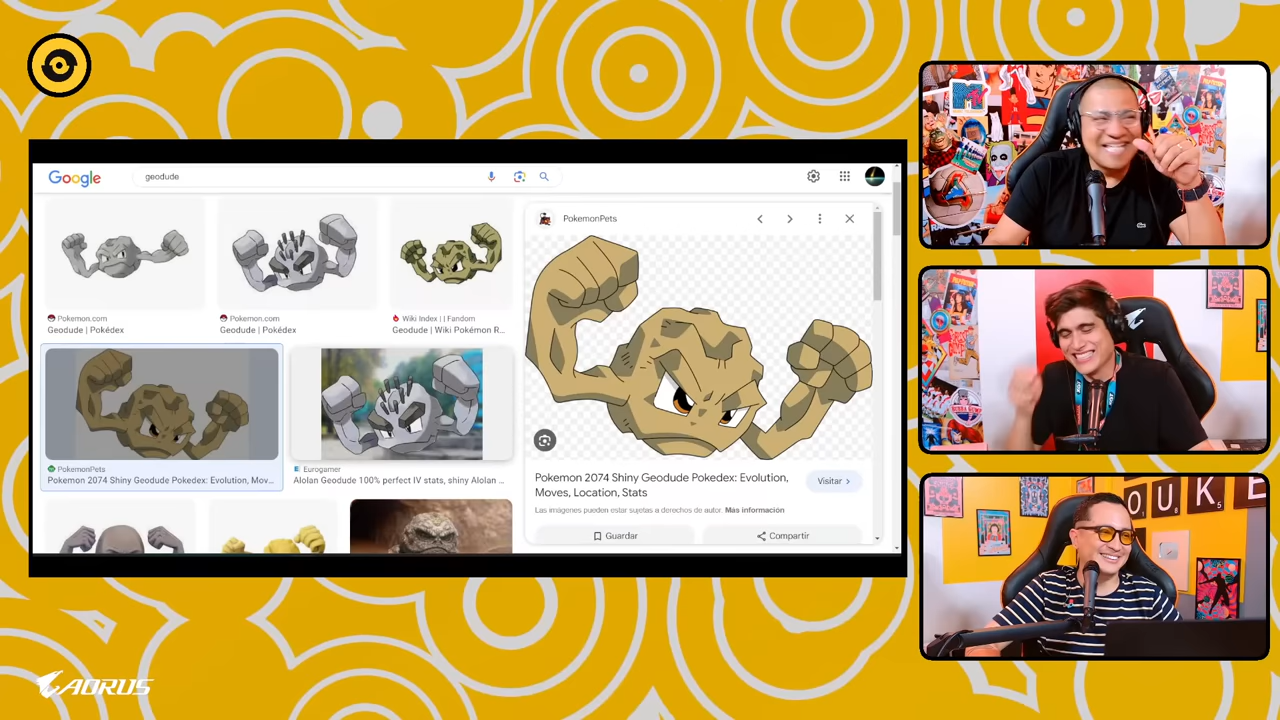 Google
geodude
PokemonPets
Pokemon.com
Geodude | Pokédex
Pokemon.com
Geodude | Pokédex
Wiki Index | | Fandom
Geodude | Wiki Pokémon R...
PokemonPets
Pokemon 2074 Shiny Geodude Pokedex: Evolution, Mov...
Eurogamer
Alolan Geodude 100% perfect IV stats, shiny Alolan ...
Pokemon 2074 Shiny Geodude Pokedex: Evolution,
Moves, Location, Stats
Visitar
Las imágenes pueden estar sujetas a derechos de autor. Más información
Guardar
Compartir
MTV
OUKE
AORUS